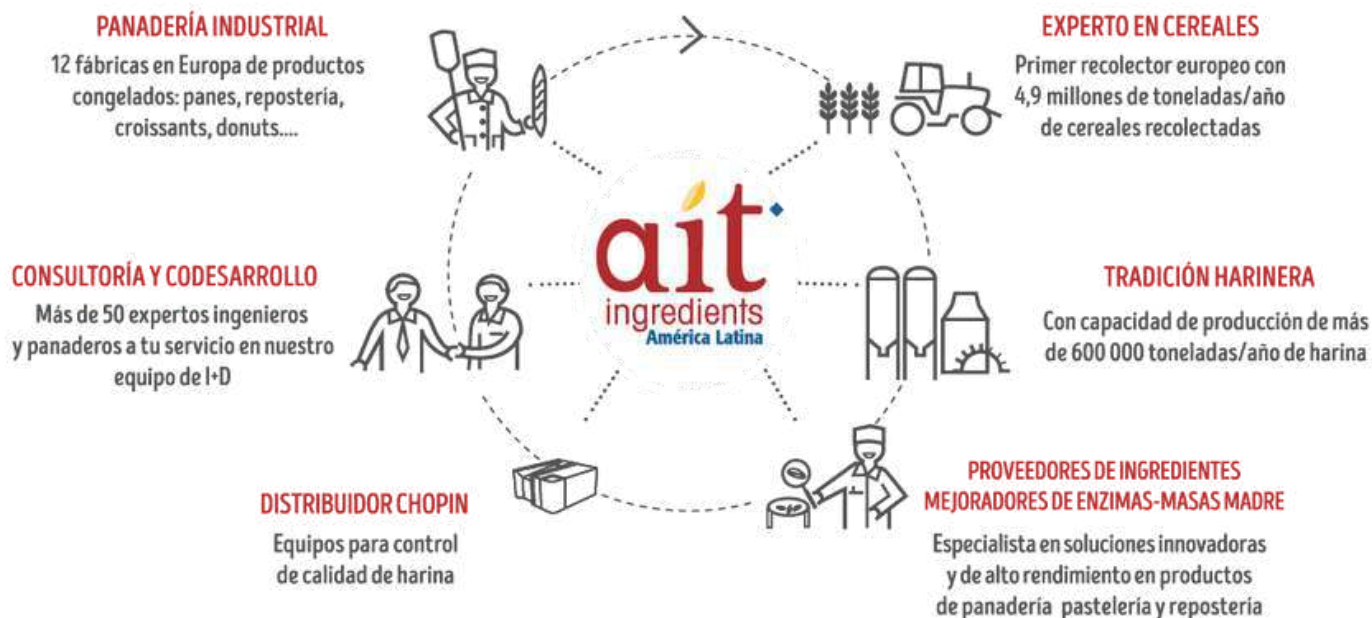 PANADERÍA INDUSTRIAL
12 fábricas en Europa de productos
congelados: panes, repostería,
croissants, donuts....
EXPERTO EN CEREALES
Primer recolector europeo con
4,9 millones de toneladas/año
de cereales recolectadas
ait
ingredients
América Latina
CONSULTORÍA Y CODESARROLLO
Más de 50 expertos ingenieros
y panaderos a tu servicio en nuestro
equipo de I+D
TRADICIÓN HARINERA
Con capacidad de producción de más
de 600 000 toneladas/año de harina
DISTRIBUIDOR CHOPIN
Equipos para control
de calidad de harina
PROVEEDORES DE INGREDIENTES
MEJORADORES DE ENZIMAS-MASAS MADRE
Especialista en soluciones innovadoras
y de alto rendimiento en productos
de panadería pastelería y repostería